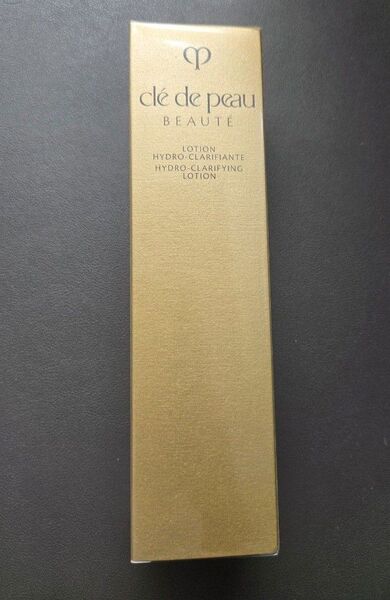 clé de peau
BEAUTÉ
LOTION
HYDRO-CLARIFIANTE
HYDRO-CLARIFYING
LOTION